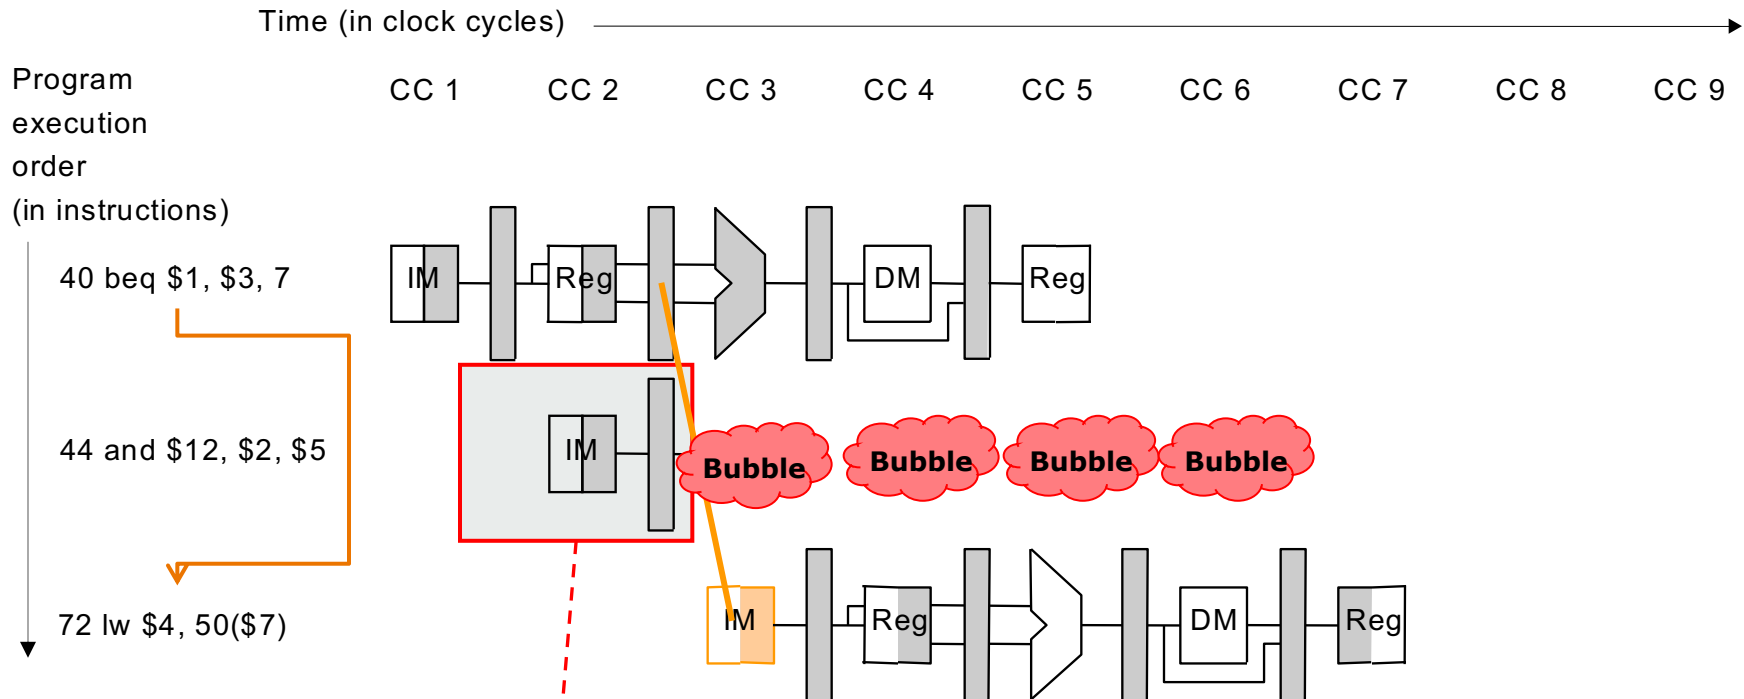 Time (in clock cycles)
Program
execution
order
(in instructions)
CC 1 CC 2 CC 3 CC 4 CC 5 CC 6 CC 7 CC 8 CC 9
40 beq $1, $3, 7
IM Reg DM Reg
44 and $12, $2, $5
IM Bubble Bubble Bubble Bubble
72 lw $4, 50($7)
IM Reg DM Reg